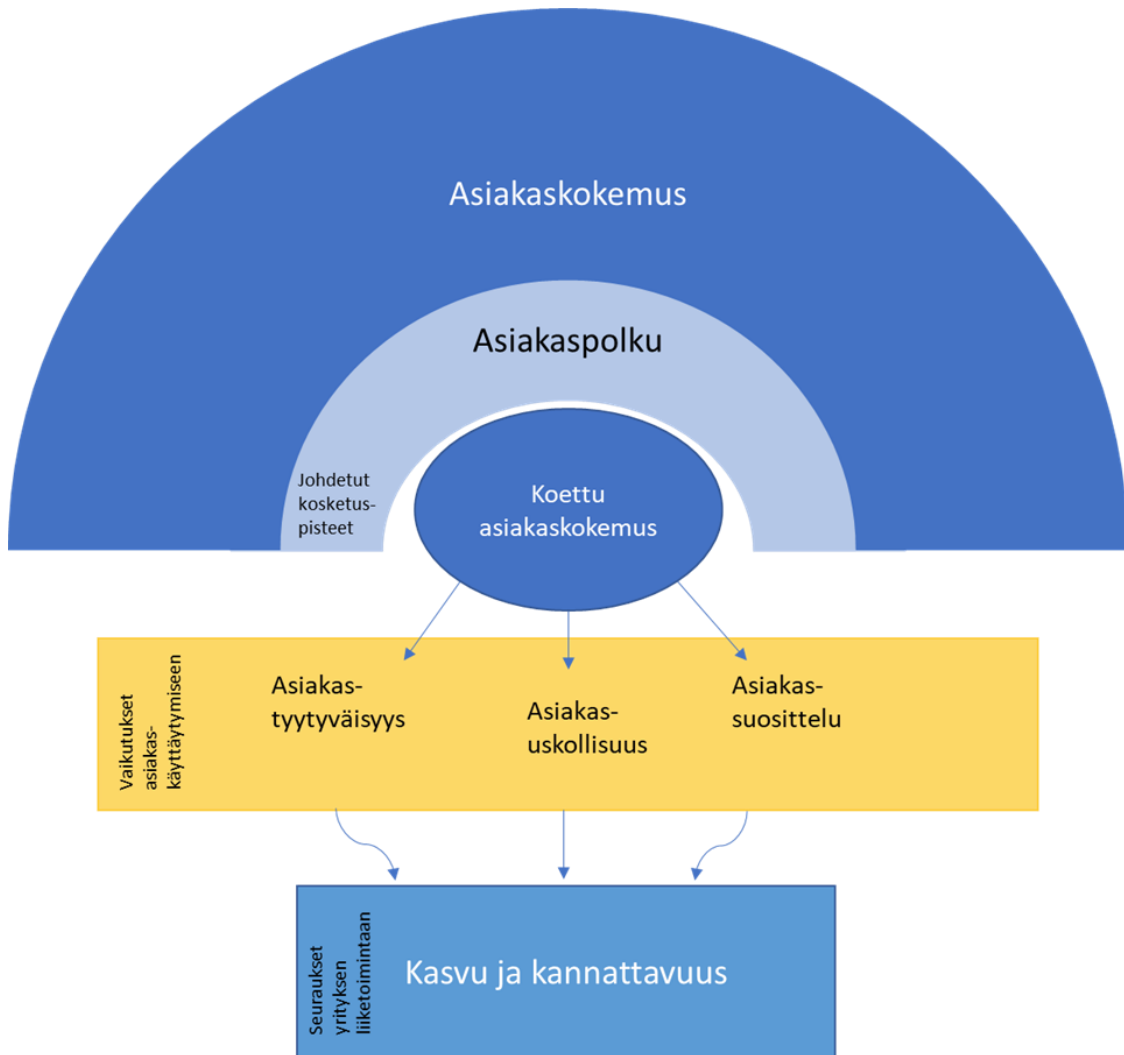 Asiakaskokemus
Asiakaspolku
Johdetut
kosketus-
pisteet
Koettu
asiakaskokemus
Vaikutukset
asiakas-
käyttäytymiseen
Asiakas-
tyytyväisyys
Asiakas-
uskollisuus
Asiakas-
suosittelu
Seuraukset
yrityksen
liiketoimintaan
Kasvu ja kannattavuus